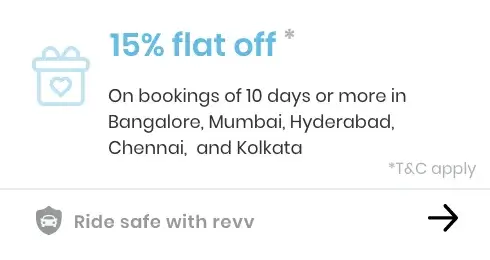 15% flat off *
On bookings of 10 days or more in
Bangalore, Mumbai, Hyderabad,
Chennai, and Kolkata
*T&C apply
Ride safe with revv